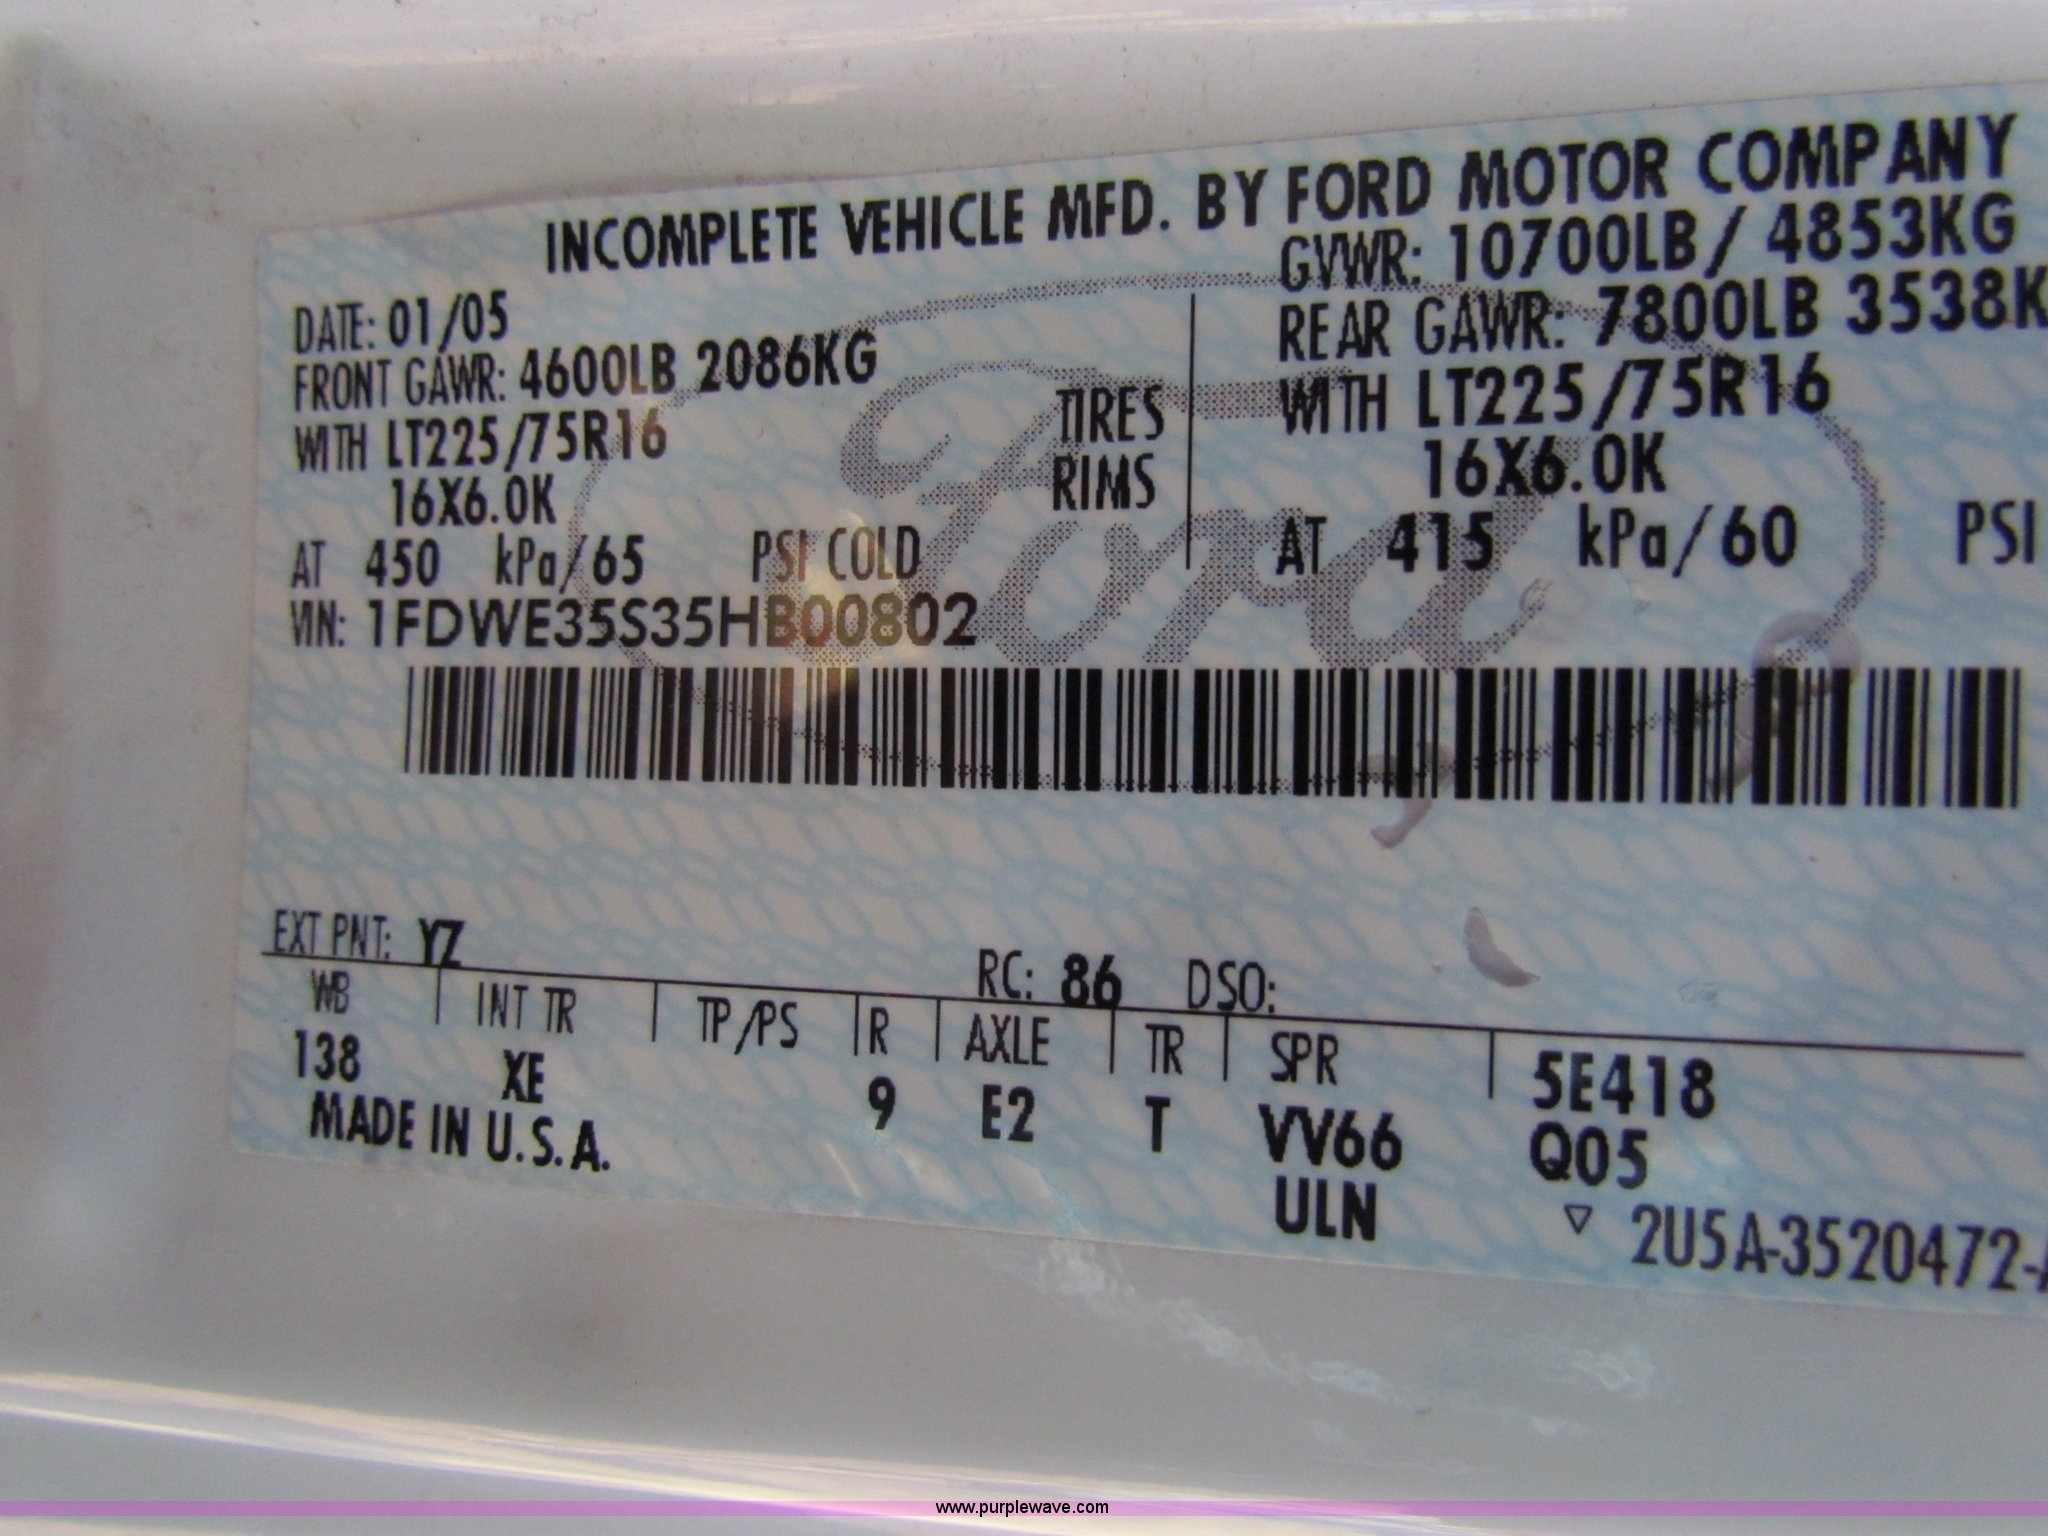 INCOMPLETE VEHICLE MFD. BY FORD MOTOR COMPANY
DATE: 01/05
GVWR: 10700LB/ 4853KG
FRONT GAWR: 4600LB 2086KG
REAR GAWR: 7800LB 3538K
WITH LT225/75R16
TIRES
WITH LT225/75R16
16X6.0K
RIMS
16X6.0K
AT 450 kPa/65 PSI COLD
AT 415 kPa/60 PSI
VIN: 1FDWE35S35HB00802
Ford
EXT PNT: YZ
RC: 86 DSO:
WB INT TR TP/PS R AXLE TR SPR
138 XE 9 E2 T VV66 5E418
MADE IN U.S.A.
ULN Q05
▽ 2U5A-3520472-
www.purplewave.com